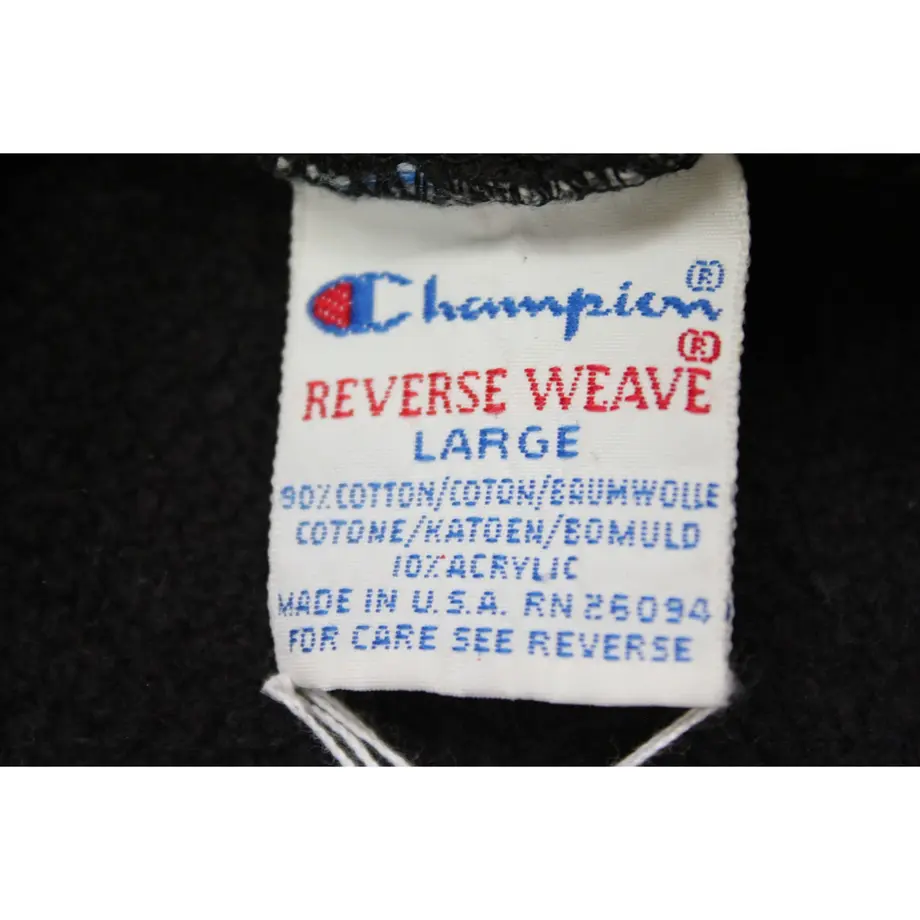 Champion®
®
REVERSE WEAVE
LARGE
90% COTTON/COTON/BAUMWOLLE
COTONE/KATOEN/BOMULD
10% ACRYLIC
MADE IN U.S.A. RN 26094
FOR CARE SEE REVERSE